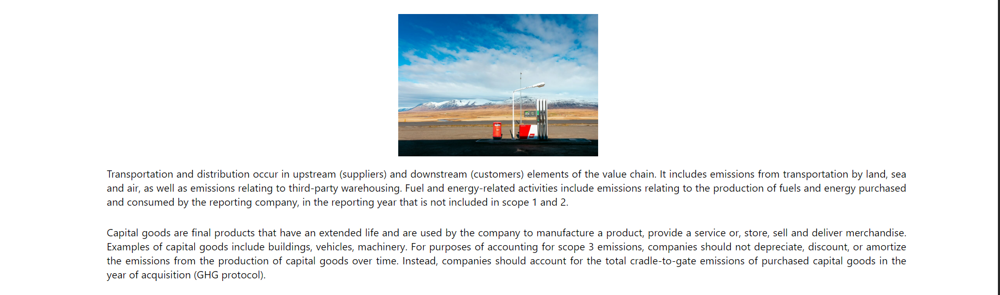 Transportation and distribution occur in upstream (suppliers) and downstream (customers) elements of the value chain. It includes emissions from transportation by land, sea
and air, as well as emissions relating to third-party warehousing. Fuel and energy-related activities include emissions relating to the production of fuels and energy purchased
and consumed by the reporting company, in the reporting year that is not included in scope 1 and 2.
Capital goods are final products that have an extended life and are used by the company to manufacture a product, provide a service or, store, sell and deliver merchandise.
Examples of capital goods include buildings, vehicles, machinery. For purposes of accounting for scope 3 emissions, companies should not depreciate, discount, or amortize
the emissions from the production of capital goods over time. Instead, companies should account for the total cradle-to-gate emissions of purchased capital goods in the
year of acquisition (GHG protocol).